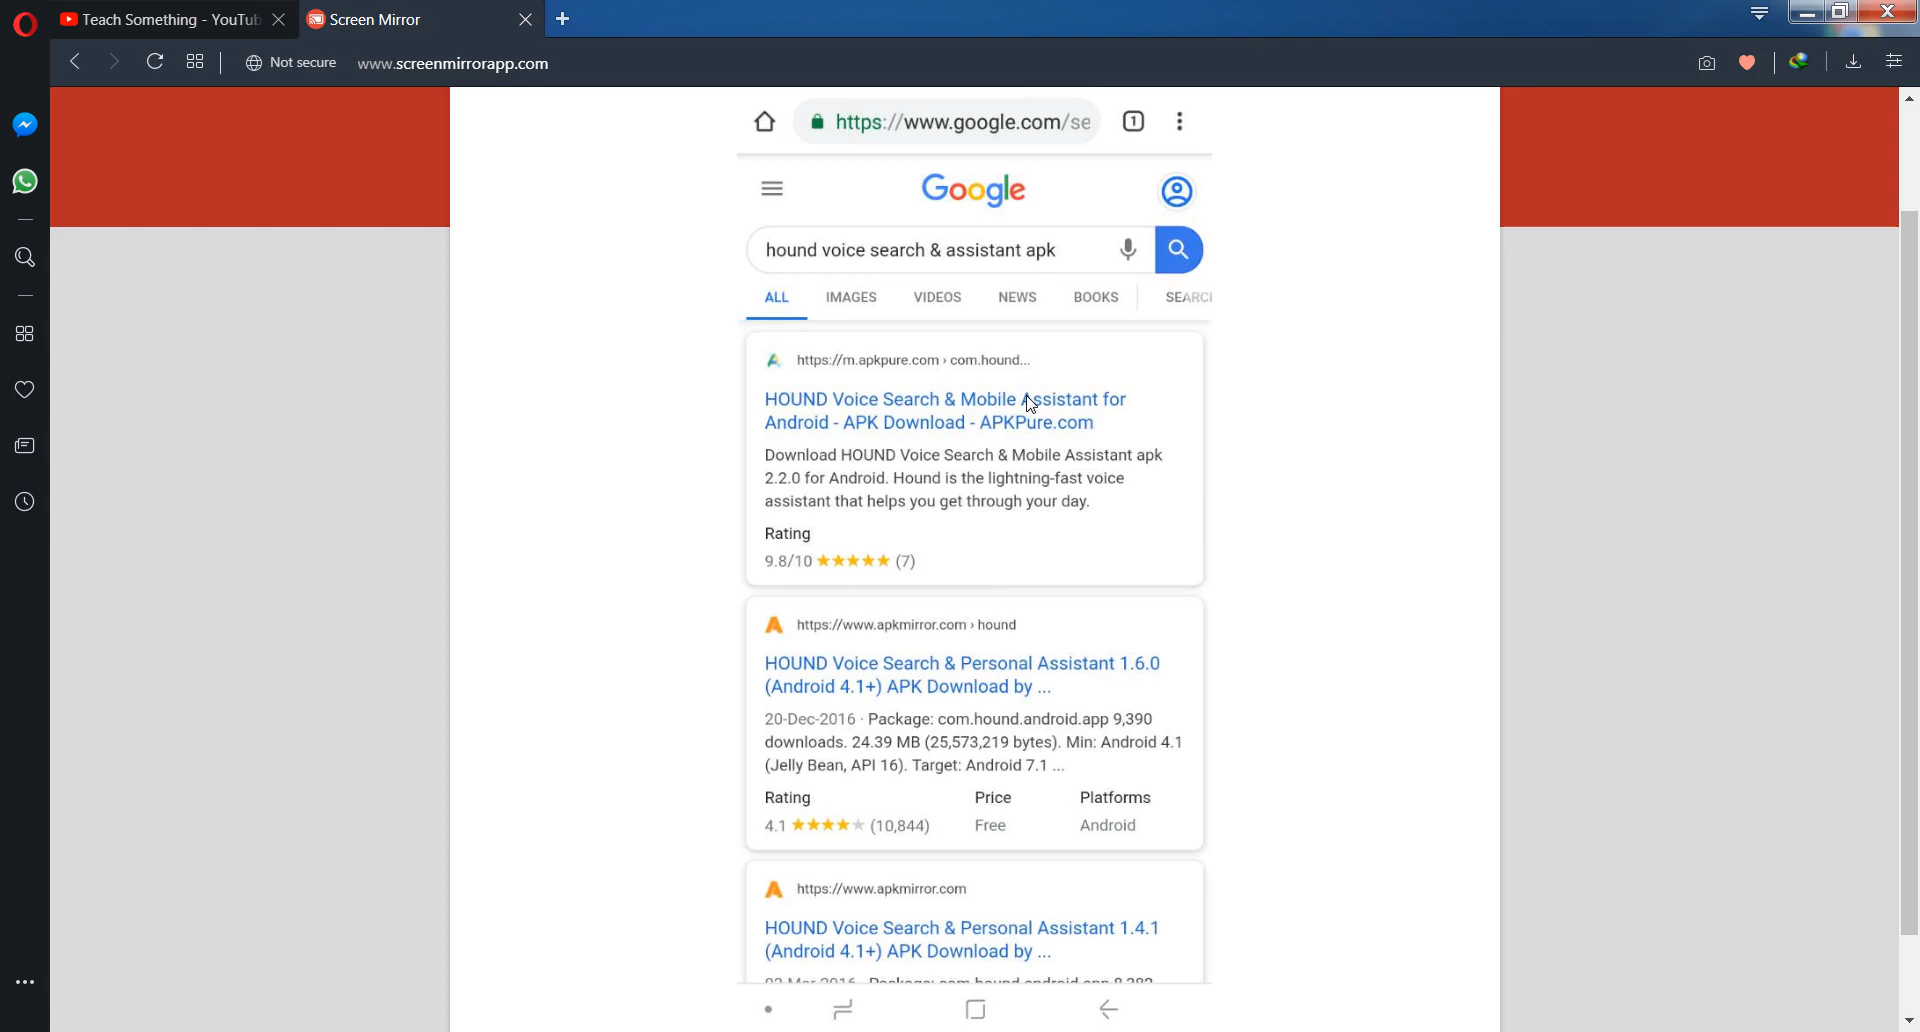 Teach Something - YouTub
Screen Mirror
Not secure
www.screenmirrorapp.com
https://www.google.com/se
1
Google
hound voice search & assistant apk
ALL IMAGES VIDEOS NEWS BOOKS SEARC
https://m.apkpure.com › com.hound...
HOUND Voice Search & Mobile Assistant for
Android - APK Download - APKPure.com
Download HOUND Voice Search & Mobile Assistant apk
2.2.0 for Android. Hound is the lightning-fast voice
assistant that helps you get through your day.
Rating
9.8/10 ★★★★★ (7)
https://www.apkmirror.com › hound
HOUND Voice Search & Personal Assistant 1.6.0
(Android 4.1+) APK Download by ...
20-Dec-2016 · Package: com.hound.android.app 9,390
downloads. 24.39 MB (25,573,219 bytes). Min: Android 4.1
(Jelly Bean, API 16). Target: Android 7.1 ...
Rating Price Platforms
4.1 ★★★★★ (10,844) Free Android
https://www.apkmirror.com
HOUND Voice Search & Personal Assistant 1.4.1
(Android 4.1+) APK Download by ...